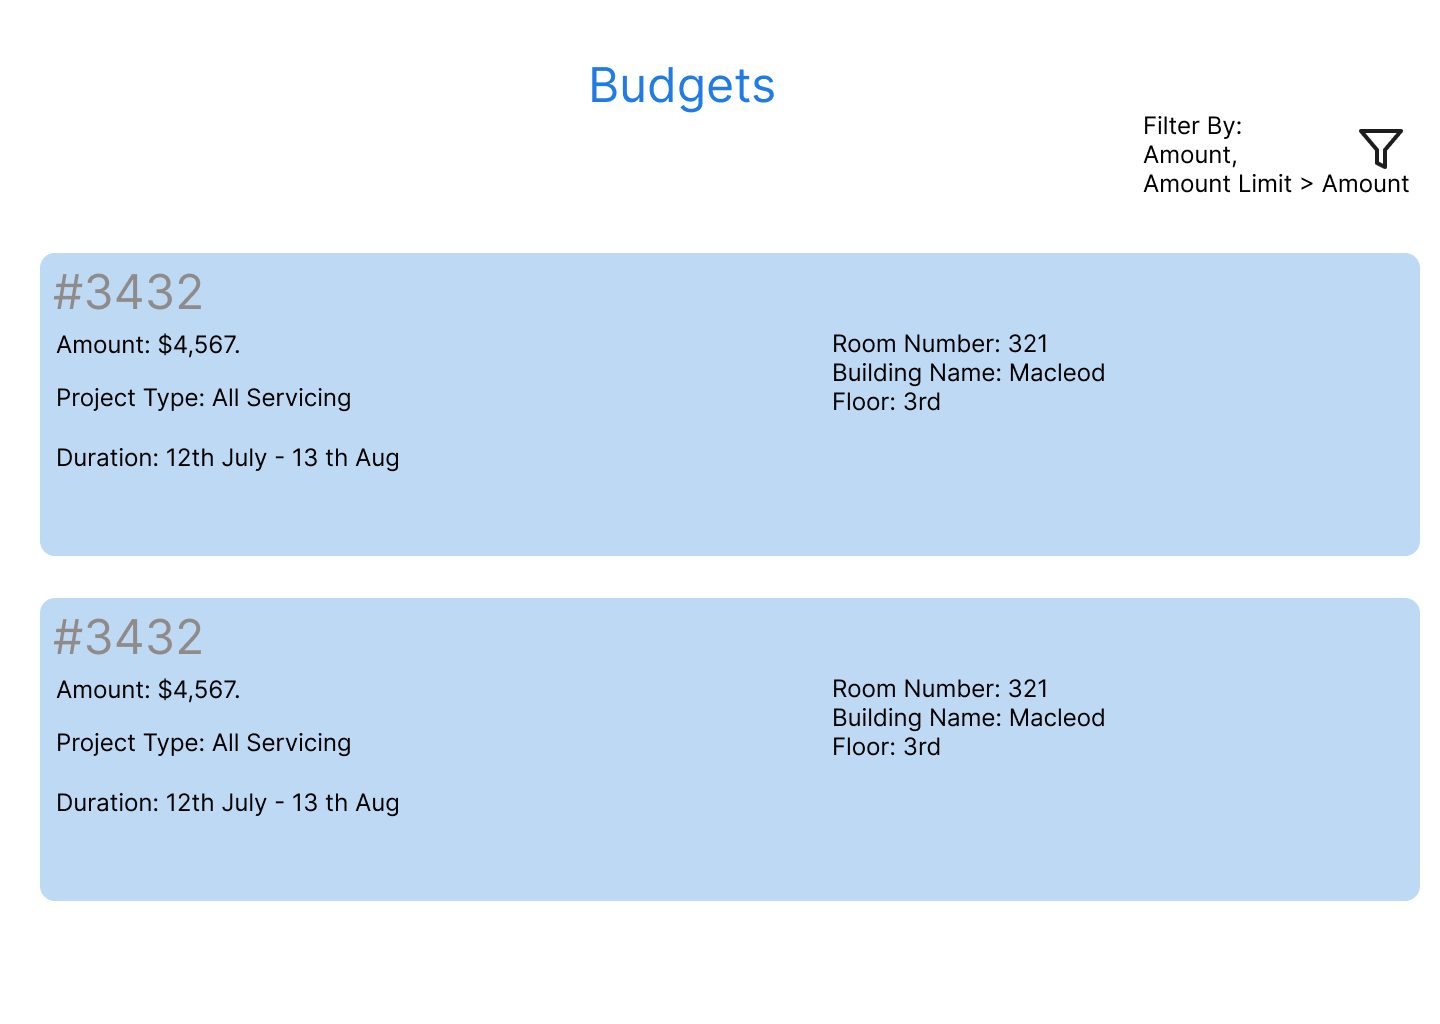 Budgets
Filter By:
Amount,
Amount Limit > Amount
#3432
Amount: $4,567.
Project Type: All Servicing
Duration: 12th July - 13 th Aug
Room Number: 321
Building Name: Macleod
Floor: 3rd
#3432
Amount: $4,567.
Project Type: All Servicing
Duration: 12th July - 13 th Aug
Room Number: 321
Building Name: Macleod
Floor: 3rd